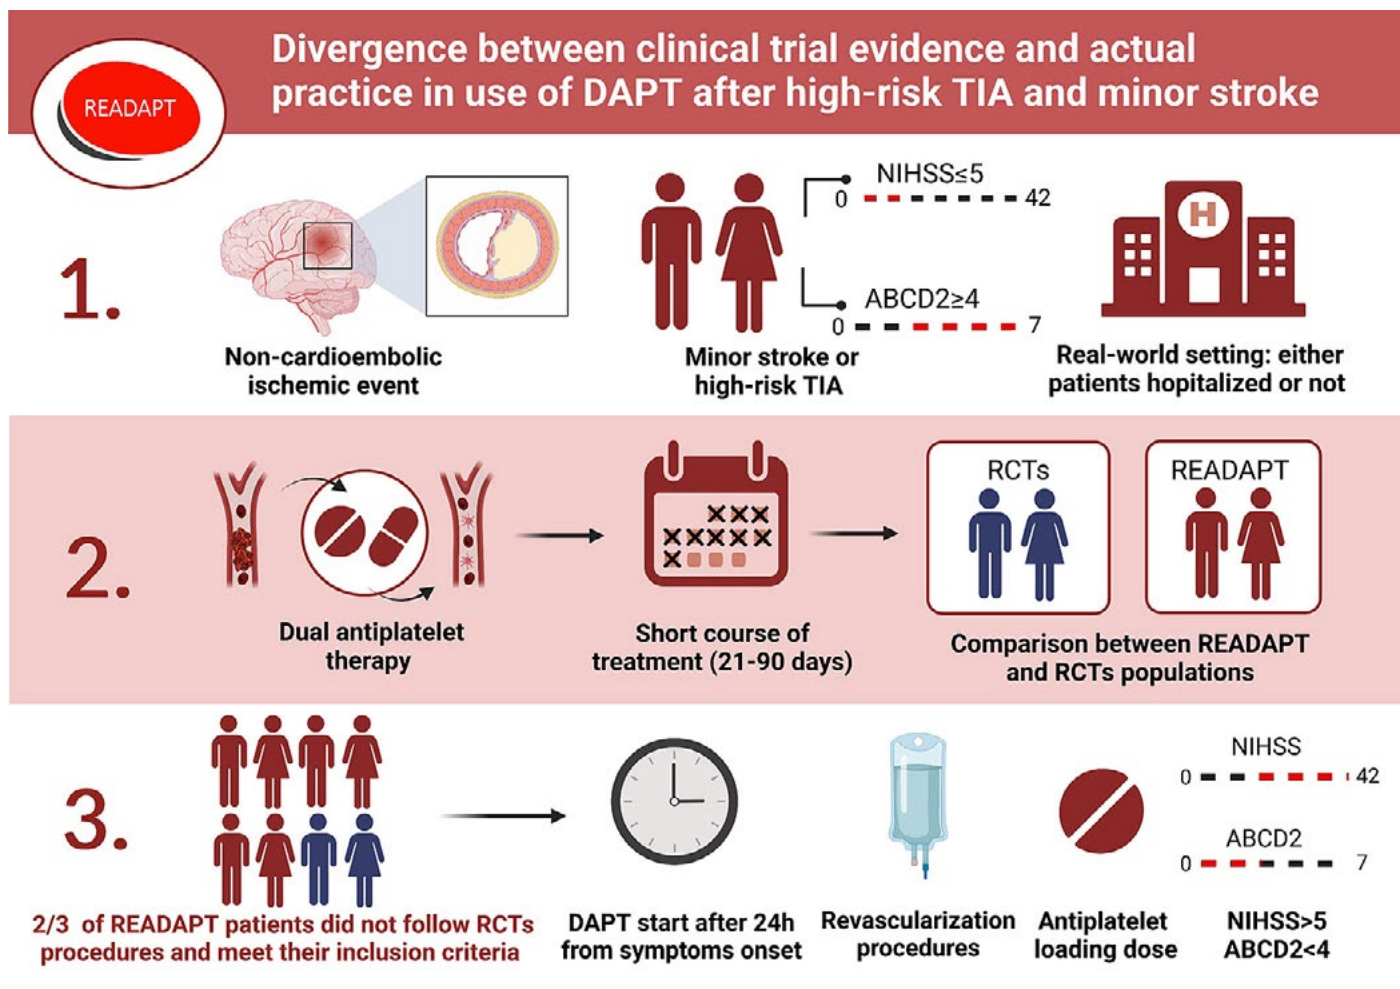 READAPT
Divergence between clinical trial evidence and actual
practice in use of DAPT after high-risk TIA and minor stroke
1.
Non-cardioembolic
ischemic event
NIHSS≤5
0 42
ABCD2≥4
0 7
Minor stroke or
high-risk TIA
H
Real-world setting: either
patients hopitalized or not
2.
Dual antiplatelet
therapy
Short course of
treatment (21-90 days)
RCTs
READAPT
Comparison between READAPT
and RCTs populations
3.
2/3 of READAPT patients did not follow RCTs
procedures and meet their inclusion criteria
DAPT start after 24h
from symptoms onset
Revascularization
procedures
Antiplatelet
loading dose
NIHSS
0 42
ABCD2
0 7
NIHSS>5
ABCD2<4